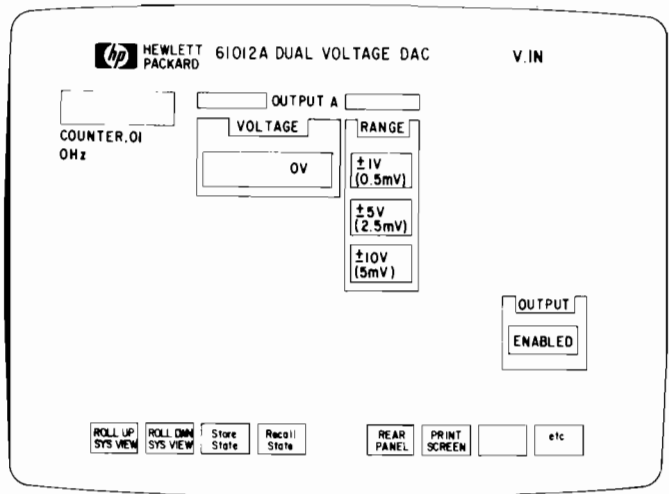 hp HEWLETT PACKARD 61012A DUAL VOLTAGE DAC V.IN
OUTPUT A
COUNTER.01
0Hz
VOLTAGE
0V
RANGE
±1V
(0.5mV)
±5V
(2.5mV)
±10V
(5mV)
OUTPUT
ENABLED
ROLL UP
SYS VIEW
ROLL DWN
SYS VIEW
Store
State
Recall
State
REAR
PANEL
PRINT
SCREEN
etc